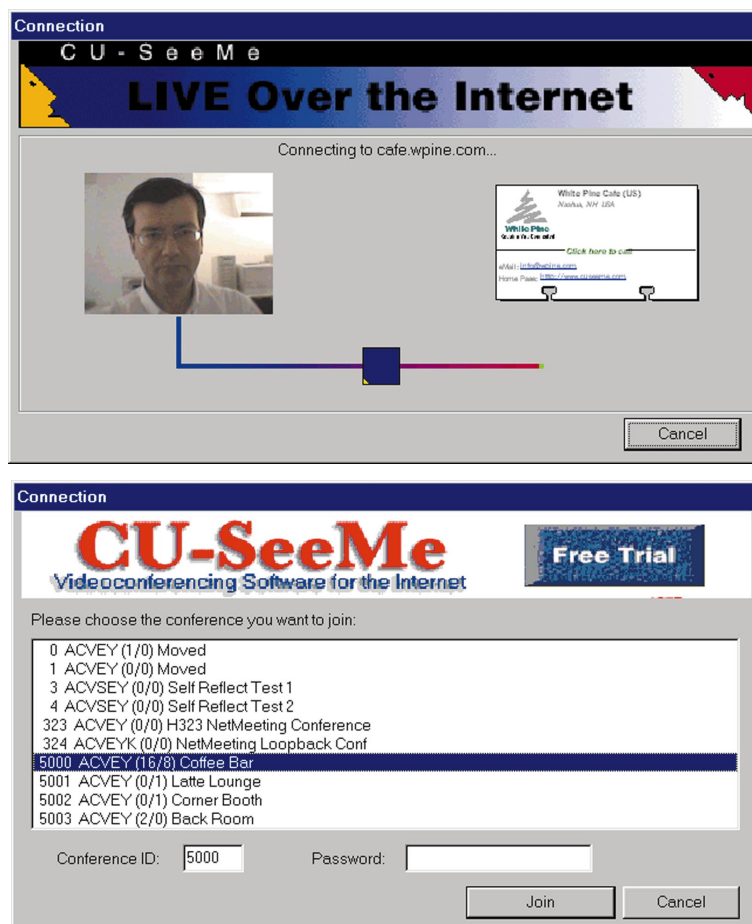 Connection
CU-SeeMe
LIVE Over the Internet
Connecting to cafe.wpine.com...
White Pine Cafe (US)
Nashua, NH USA
White Pine
Click here to call
eMail: info@wpine.com
Home Page: http://www.cuseeme.com
Cancel
Connection
CU-SeeMe
Videoconferencing Software for the Internet
Free Trial
Please choose the conference you want to join:
0 ACVEY (1/0) Moved
1 ACVEY (0/0) Moved
3 ACVSEY (0/0) Self Reflect Test 1
4 ACVSEY (0/0) Self Reflect Test 2
323 ACVEY (0/0) H323 NetMeeting Conference
324 ACVEYK (0/0) NetMeeting Loopback Conf
5000 ACVEY (16/8) Coffee Bar
5001 ACVEY (0/1) Latte Lounge
5002 ACVEY (0/1) Corner Booth
5003 ACVEY (2/0) Back Room
Conference ID: 5000 Password:
Join Cancel